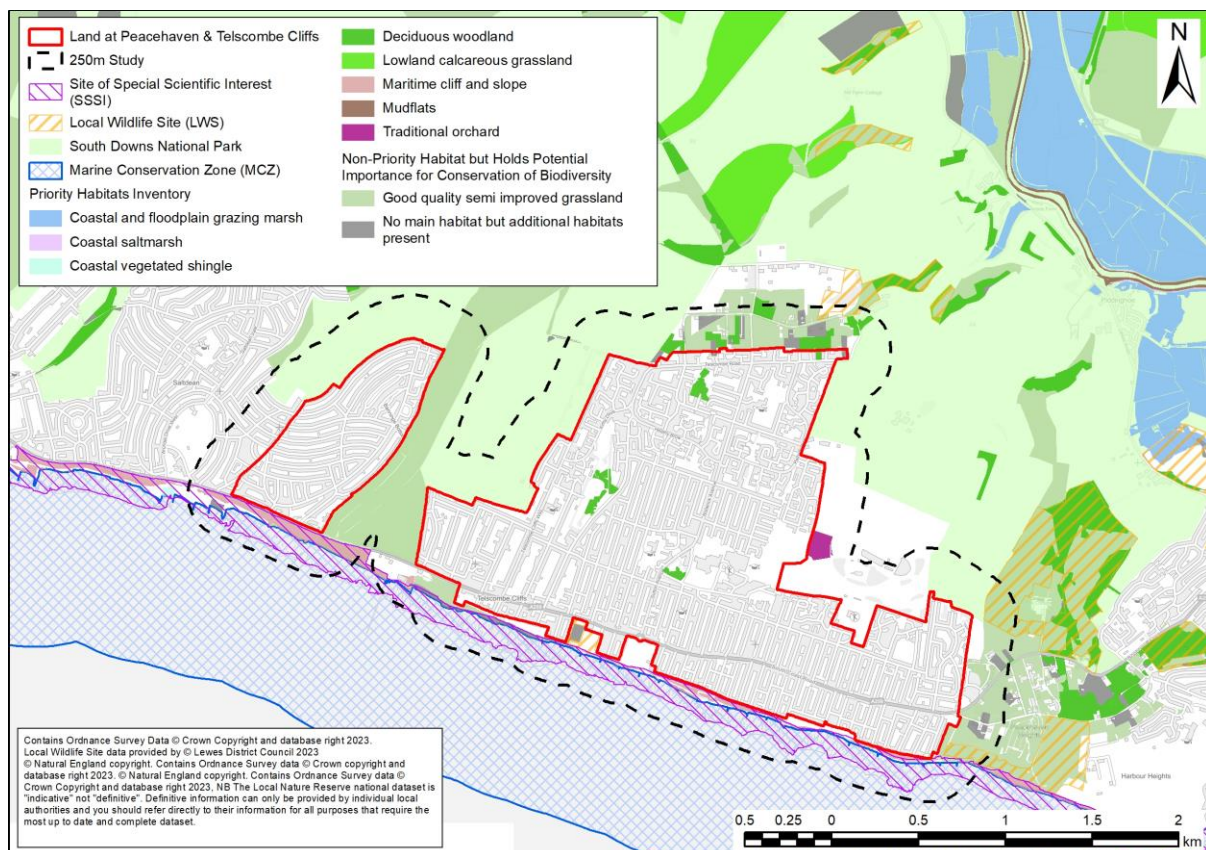 Land at Peacehaven & Telscombe Cliffs
250m Study
Site of Special Scientific Interest
(SSSI)
Local Wildlife Site (LWS)
South Downs National Park
Marine Conservation Zone (MCZ)
Priority Habitats Inventory
Coastal and floodplain grazing marsh
Coastal saltmarsh
Coastal vegetated shingle
Deciduous woodland
Lowland calcareous grassland
Maritime cliff and slope
Mudflats
Traditional orchard
Non-Priority Habitat but Holds Potential
Importance for Conservation of Biodiversity
Good quality semi improved grassland
No main habitat but additional habitats
present
N
Saltdean
Piddinghoe
Telscombe Cliffs
Harbour Heights
Contains Ordnance Survey Data © Crown Copyright and database right 2023.
Local Wildlife Site data provided by © Lewes District Council 2023
© Natural England copyright. Contains Ordnance Survey data © Crown copyright and
database right 2023. © Natural England copyright. Contains Ordnance Survey data ©
Crown Copyright and database right 2023, NB The Local Nature Reserve national dataset is
"indicative" not "definitive". Definitive information can only be provided by individual local
authorities and you should refer directly to their information for all purposes that require the
most up to date and complete dataset.
0.5 0.25 0 0.5 1 1.5 2
km